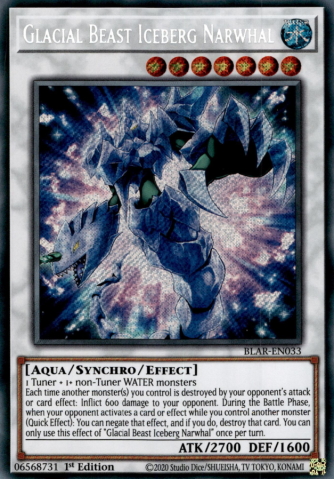 Glacial Beast Iceberg Narwhal
BLAR-EN033
[Aqua/Synchro/Effect]
1 Tuner + 1+ non-Tuner WATER monsters
Each time another monster(s) you control is destroyed by your opponent's attack
or card effect: Inflict 600 damage to your opponent. During the Battle Phase,
when your opponent activates a card or effect while you control another monster
(Quick Effect): You can negate that effect, and if you do, destroy that card. You can
only use this effect of "Glacial Beast Iceberg Narwhal" once per turn.
ATK/2700 DEF/1600
06568731 1st Edition ©2020 Studio Dice/SHUEISHA, TV TOKYO, KONAMI